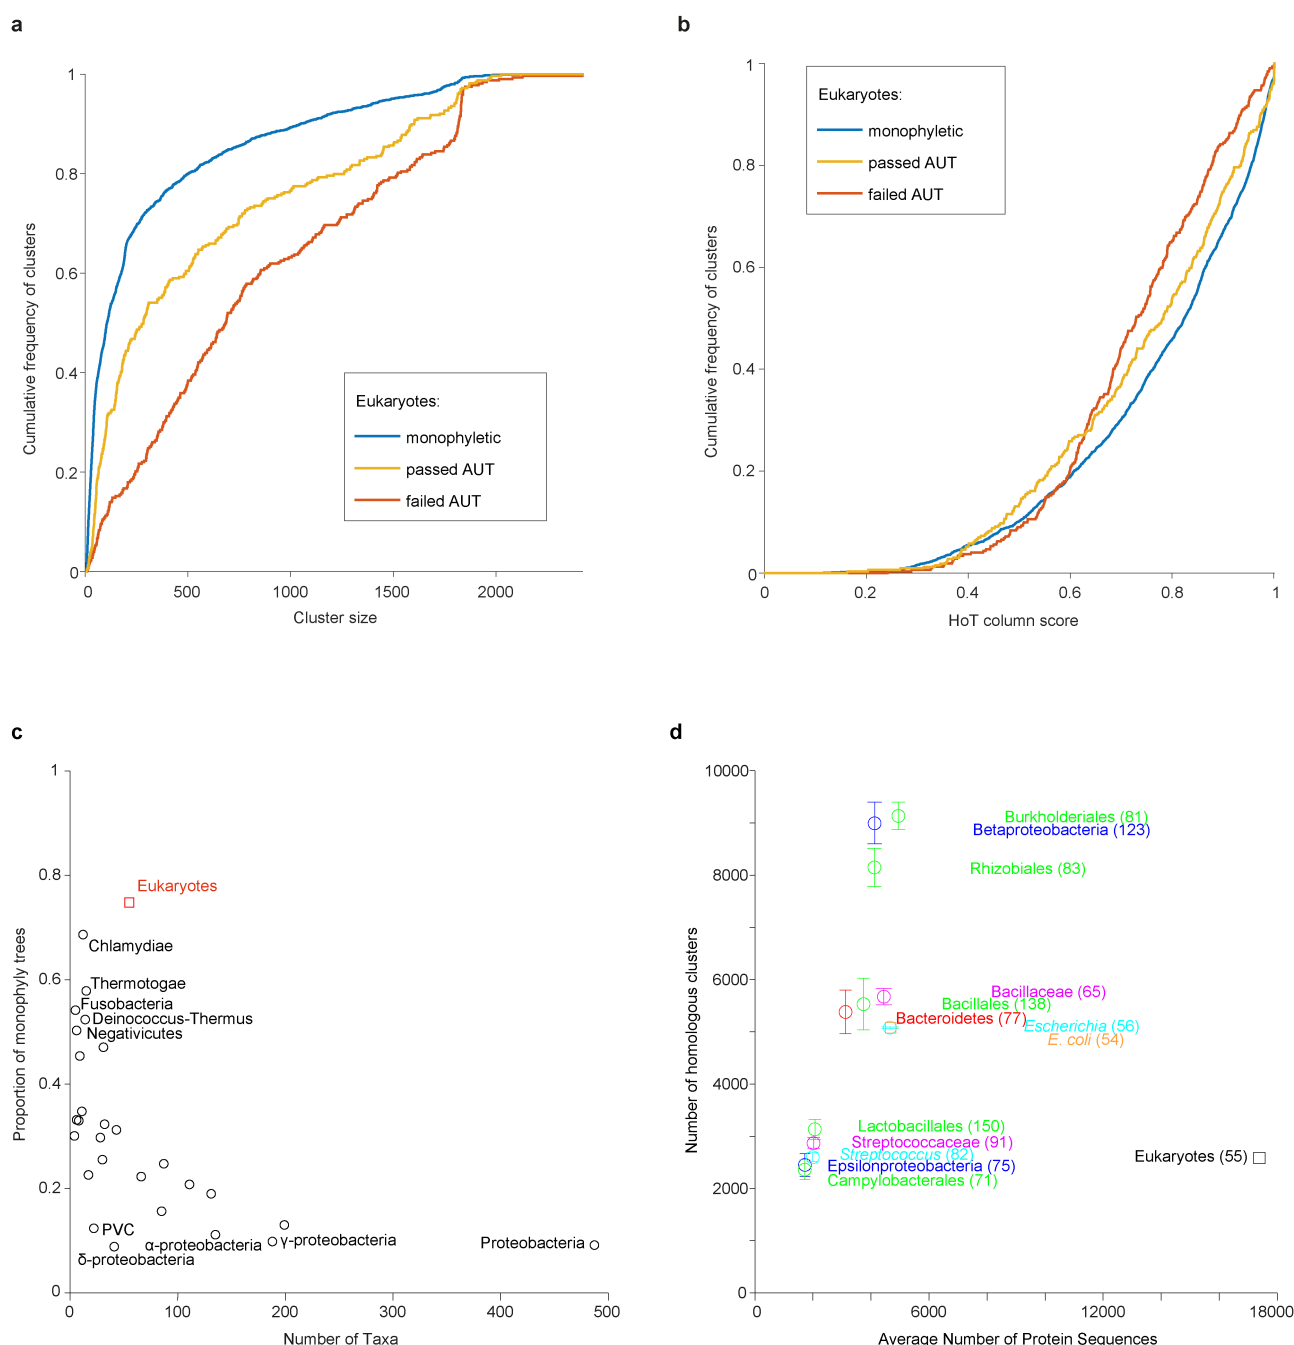 a
1
0.8
0.6
0.4
0.2
0
0
500
1000
1500
2000
Cumulative frequency of clusters
Cluster size
Eukaryotes:
monophyletic
passed AUT
failed AUT
b
1
0.8
0.6
0.4
0.2
0
0
0.2
0.4
0.6
0.8
1
Cumulative frequency of clusters
HoT column score
Eukaryotes:
monophyletic
passed AUT
failed AUT
c
1
0.8
0.6
0.4
0.2
0
0
100
200
300
400
500
Proportion of monophyly trees
Number of Taxa
Eukaryotes
Chlamydiae
Thermotogae
Fusobacteria
Deinococcus-Thermus
Negativicutes
PVC
α-proteobacteria
γ-proteobacteria
Proteobacteria
δ-proteobacteria
d
10000
8000
6000
4000
2000
0
0
6000
12000
18000
Number of homologous clusters
Average Number of Protein Sequences
Burkholderiales (81)
Betaproteobacteria (123)
Rhizobiales (83)
Bacillaceae (65)
Bacillales (138)
Bacteroidetes (77)
Escherichia (56)
E. coli (54)
Lactobacillales (150)
Streptococcaceae (91)
Streptococcus (82)
Epsilonproteobacteria (75)
Campylobacterales (71)
Eukaryotes (55)